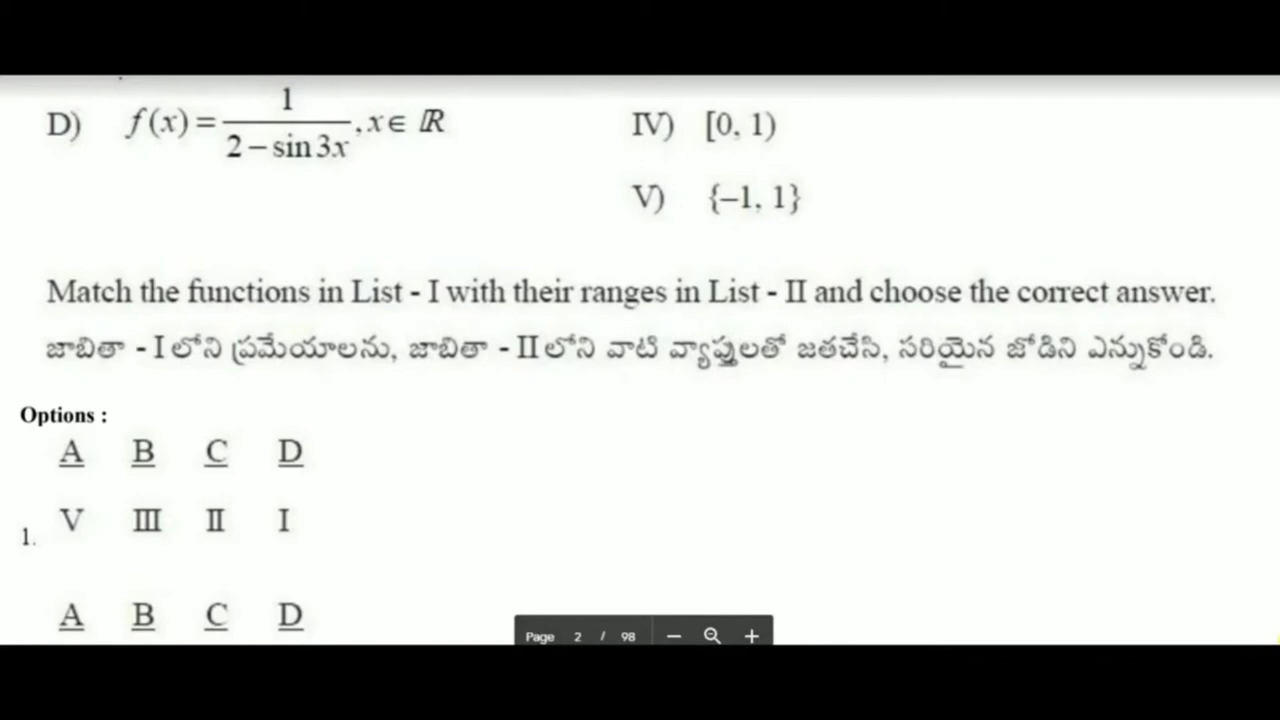 D) f(x) = 1 / (2 – sin 3x), x ∈ ℝ
IV) [0, 1)
V) {–1, 1}
Match the functions in List - I with their ranges in List - II and choose the correct answer.
జాబితా - I లోని ప్రమేయాలను, జాబితా - II లోని వాటి వ్యాప్తులతో జతచేసి, సరియైన జోడిని ఎన్నుకోండి.
Options :
A B C D
1. V III II I
A B C D
Page 2 / 98 — +